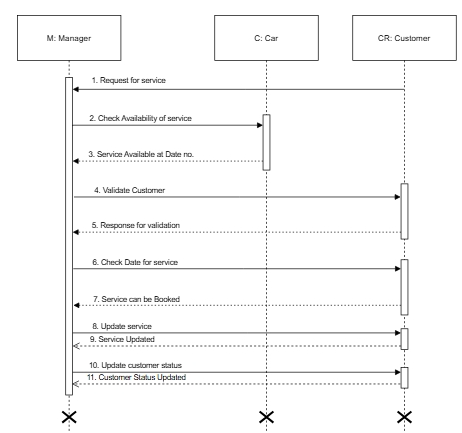 M: Manager
C: Car
CR: Customer
1. Request for service
2. Check Availability of service
3. Service Available at Date no.
4. Validate Customer
5. Response for validation
6. Check Date for service
7. Service can be Booked
8. Update service
9. Service Updated
10. Update customer status
11. Customer Status Updated